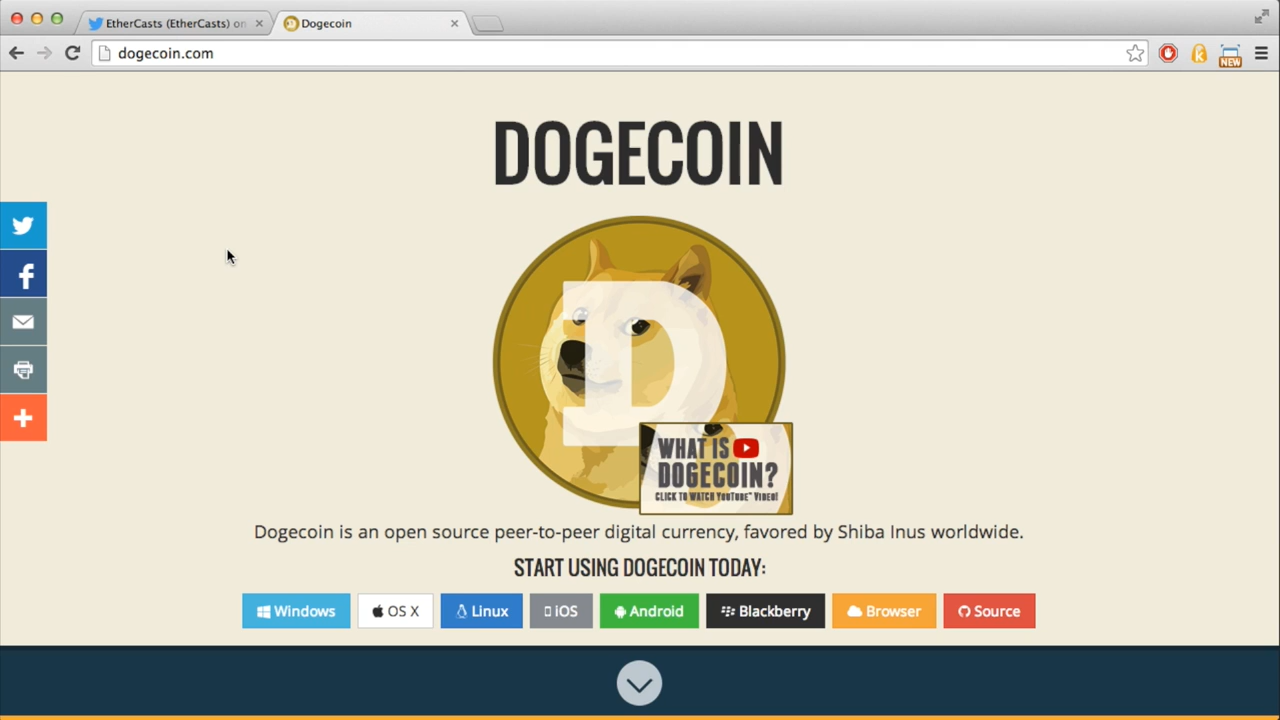 EtherCasts (EtherCasts) on
Dogecoin
dogecoin.com
NEW
DOGECOIN
D
WHAT IS
DOGECOIN?
CLICK TO WATCH YouTube™ VIDEO!
Dogecoin is an open source peer-to-peer digital currency, favored by Shiba Inus worldwide.
START USING DOGECOIN TODAY:
Windows OS X Linux iOS Android Blackberry Browser Source